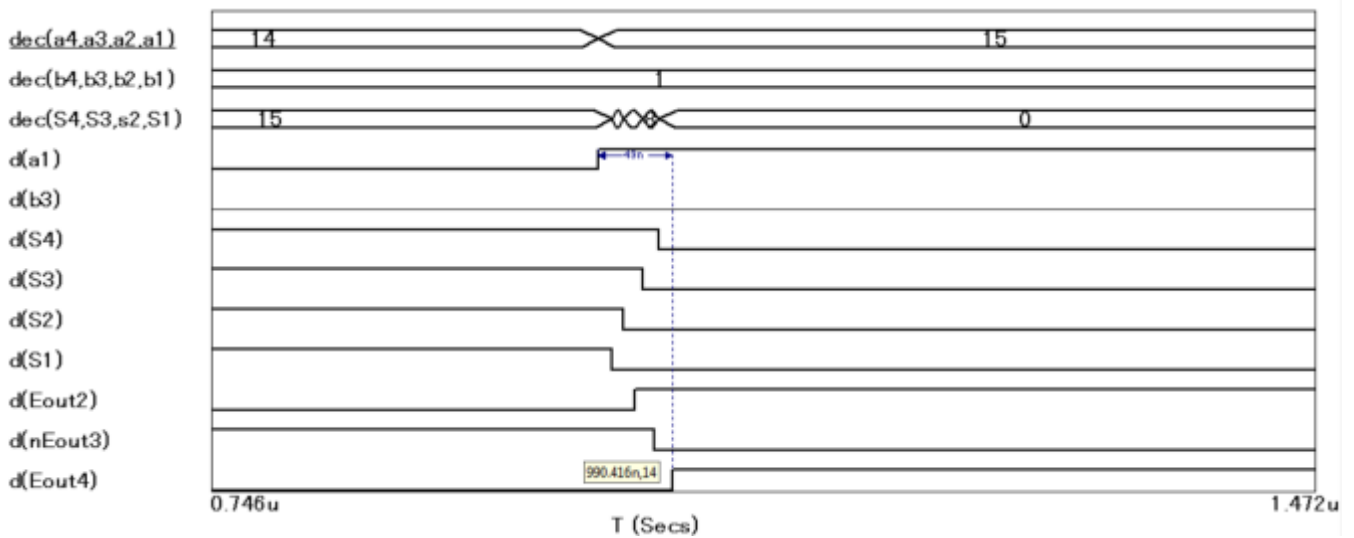 dec(a4,a3,a2,a1) 14 15
dec(b4,b3,b2,b1) 1
dec(S4,S3,s2,S1) 15 0
d(a1) 49n
d(b3)
d(S4)
d(S3)
d(S2)
d(S1)
d(Eout2)
d(nEout3)
d(Eout4) 990.416n,14
0.746u 1.472u
T (Secs)